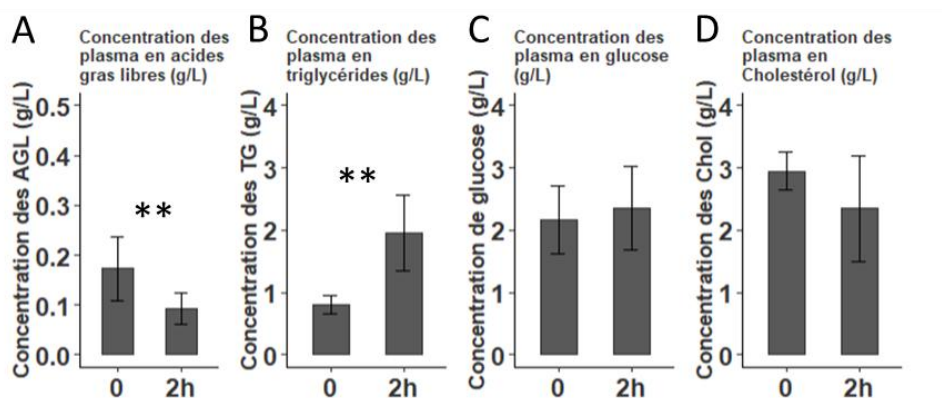 A
Concentration des
plasma en acides
gras libres (g/L)
Concentration des AGL (g/L)
0.5
0.4
0.3
0.2
0.1
0.0
**
0 2h
B
Concentration des
plasma en
triglycérides (g/L)
Concentration des TG (g/L)
4
3
2
1
0
**
0 2h
C
Concentration des
plasma en glucose
(g/L)
Concentration de glucose (g/L)
4
3
2
1
0
0 2h
D
Concentration des
plasma en
Cholestérol (g/L)
Concentration des Chol (g/L)
4
3
2
1
0
0 2h